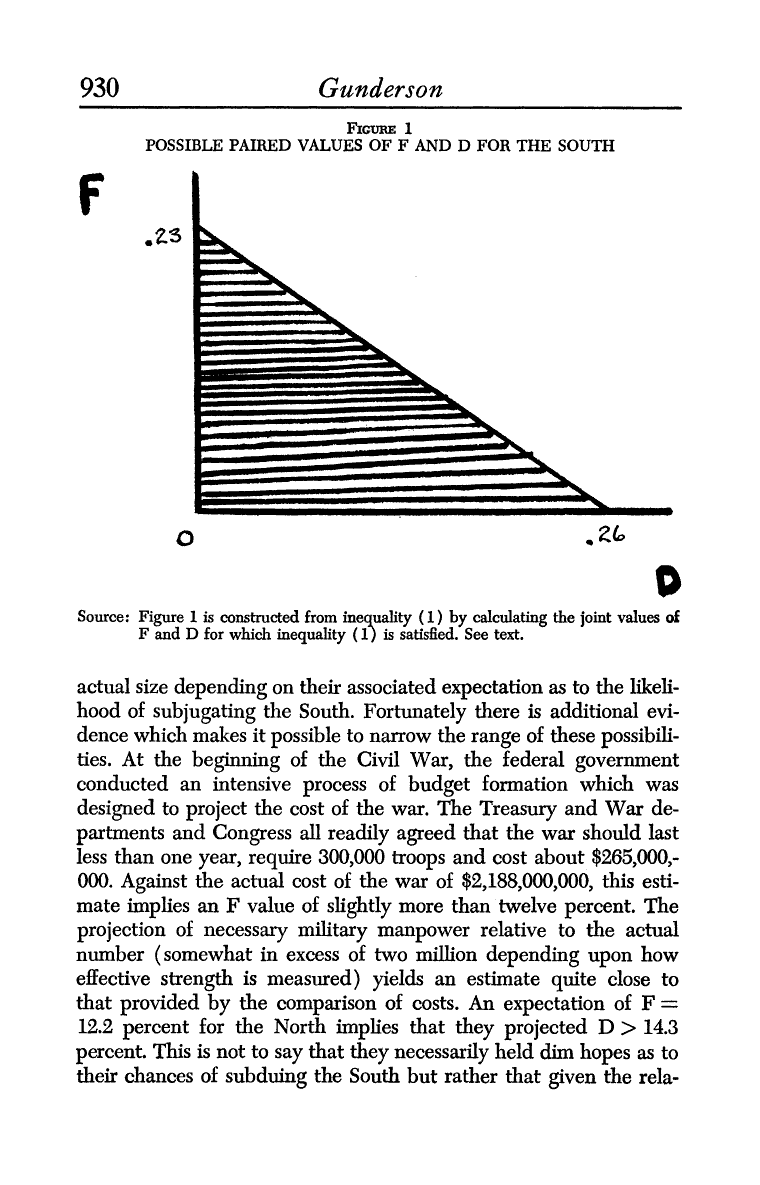 930
Gunderson
FIGURE 1
POSSIBLE PAIRED VALUES OF F AND D FOR THE SOUTH
F
.23
0
.26
D
Source: Figure 1 is constructed from inequality (1) by calculating the joint values of
F and D for which inequality (1) is satisfied. See text.
actual size depending on their associated expectation as to the likeli-
hood of subjugating the South. Fortunately there is additional evi-
dence which makes it possible to narrow the range of these possibili-
ties. At the beginning of the Civil War, the federal government
conducted an intensive process of budget formation which was
designed to project the cost of the war. The Treasury and War de-
partments and Congress all readily agreed that the war should last
less than one year, require 300,000 troops and cost about $265,000,-
000. Against the actual cost of the war of $2,188,000,000, this esti-
mate implies an F value of slightly more than twelve percent. The
projection of necessary military manpower relative to the actual
number (somewhat in excess of two million depending upon how
effective strength is measured) yields an estimate quite close to
that provided by the comparison of costs. An expectation of F =
12.2 percent for the North implies that they projected D > 14.3
percent. This is not to say that they necessarily held dim hopes as to
their chances of subduing the South but rather that given the rela-